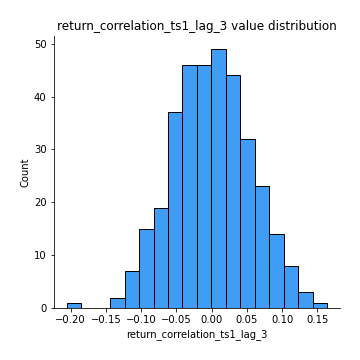 return_correlation_ts1_lag_3 value distribution
50
40
30
20
10
0
Count
−0.20 −0.15 −0.10 −0.05 0.00 0.05 0.10 0.15
return_correlation_ts1_lag_3